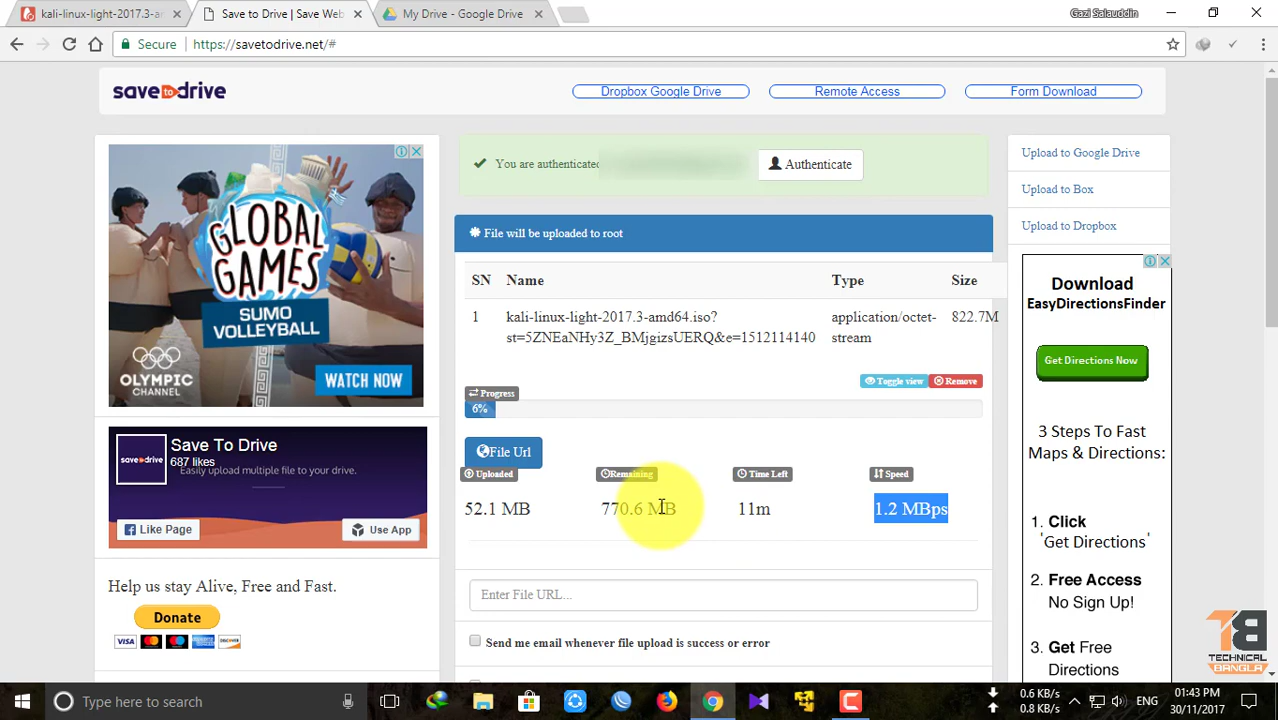 kali-linux-light-2017.3-a
Save to Drive | Save Web
My Drive - Google Drive
Gazi Salauddin
Secure
https://savetodrive.net/#
save to drive
Dropbox Google Drive
Remote Access
Form Download
You are authenticated
Authenticate
GLOBAL
GAMES
SUMO
VOLLEYBALL
OLYMPIC
CHANNEL
WATCH NOW
Save To Drive
687 likes
Easily upload multiple file to your drive.
save to drive
Like Page
Use App
Help us stay Alive, Free and Fast.
Donate
VISA
File will be uploaded to root
SN Name Type Size
1 kali-linux-light-2017.3-amd64.iso? application/octet- 822.7M
st=5ZNEaNHy3Z_BMjgizsUERQ&e=1512114140 stream
Toggle view
Remove
Progress
6%
File Url
Uploaded
Remaining
Time Left
Speed
52.1 MB
770.6 MB
11m
1.2 MBps
Enter File URL...
Send me email whenever file upload is success or error
Upload to Google Drive
Upload to Box
Upload to Dropbox
Download
EasyDirectionsFinder
Get Directions Now
3 Steps To Fast
Maps & Directions:
1. Click
'Get Directions'
2. Free Access
No Sign Up!
3. Get Free
Directions
TB
TECHNICAL
BANGLA
Type here to search
0.6 KB/s
0.8 KB/s
ENG
01:43 PM
30/11/2017